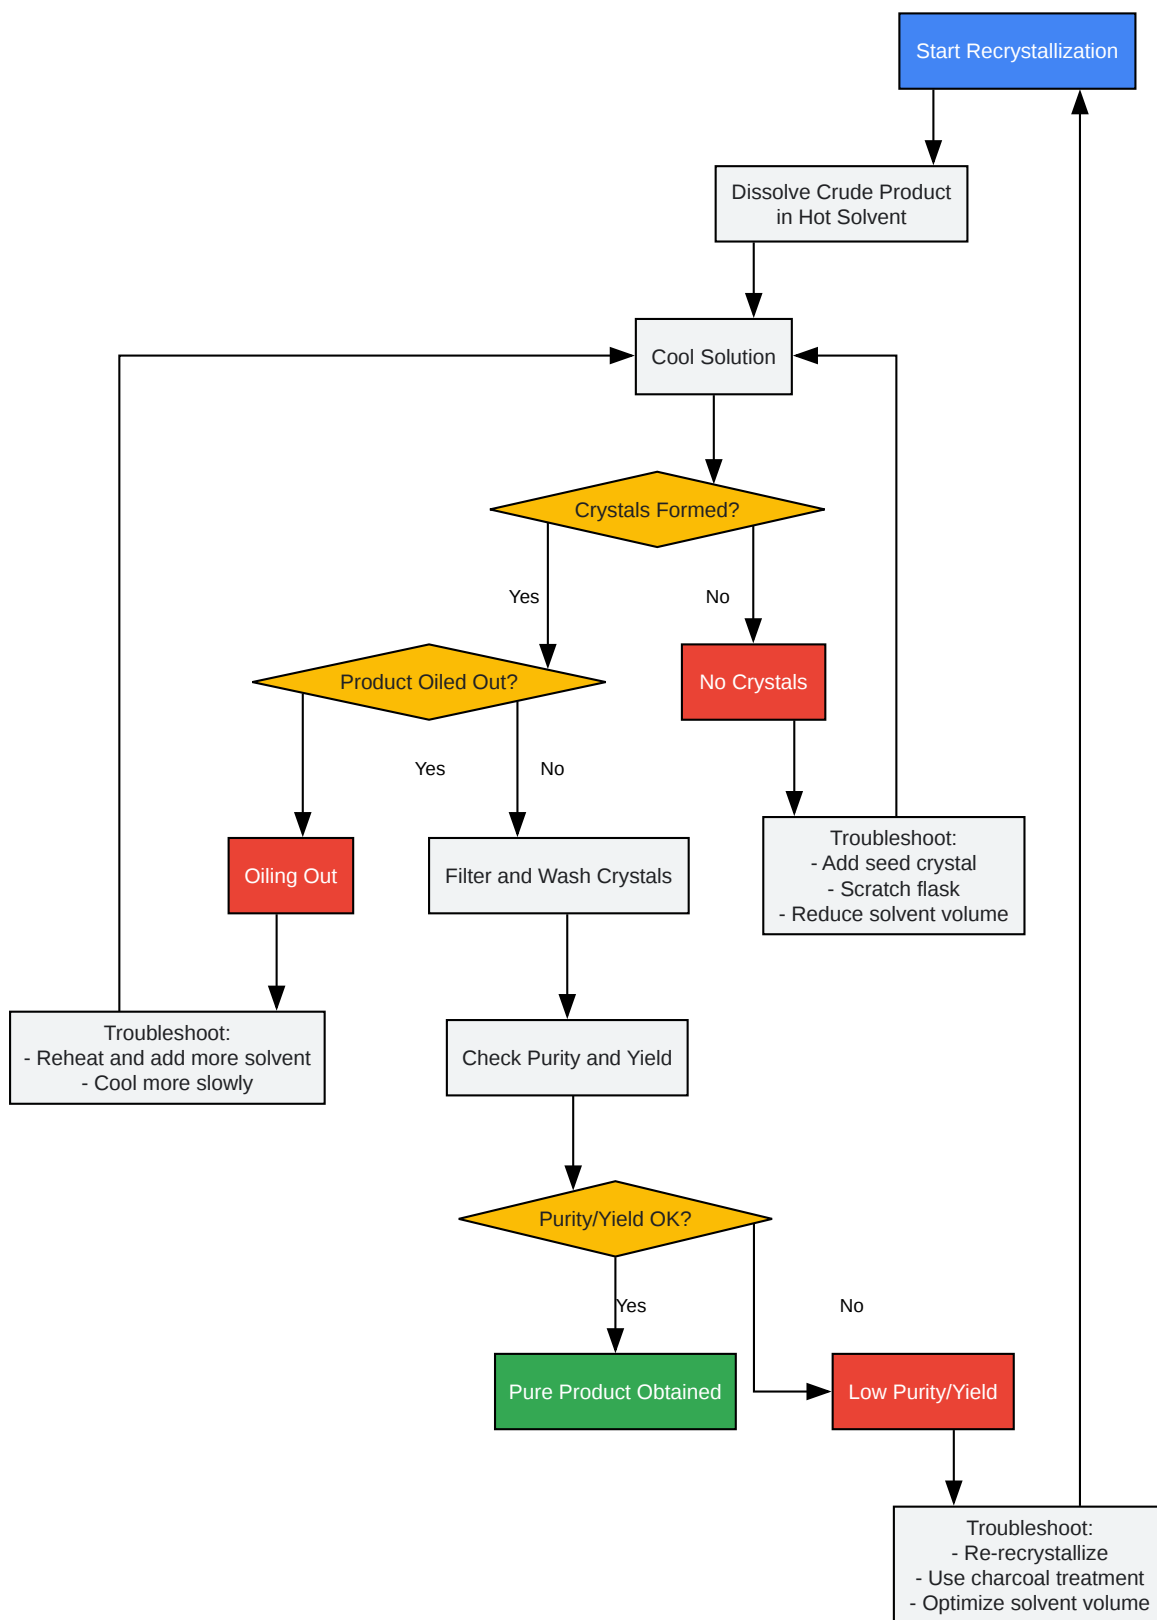 Start Recrystallization
Dissolve Crude Product
in Hot Solvent
Cool Solution
Crystals Formed?
Yes
No
Product Oiled Out?
No Crystals
Yes
No
Oiling Out
Filter and Wash Crystals
Troubleshoot:
- Add seed crystal
- Scratch flask
- Reduce solvent volume
Troubleshoot:
- Reheat and add more solvent
- Cool more slowly
Check Purity and Yield
Purity/Yield OK?
Yes
No
Pure Product Obtained
Low Purity/Yield
Troubleshoot:
- Re-recrystallize
- Use charcoal treatment
- Optimize solvent volume